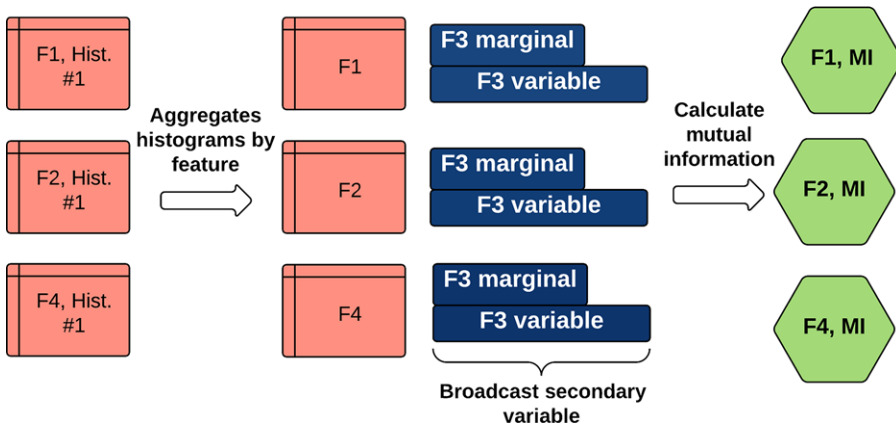 F1, Hist.
#1
F1
F3 marginal
F3 variable
F1, MI
Aggregates
histograms by
feature
Calculate
mutual
information
F2, Hist.
#1
F2
F3 marginal
F3 variable
F2, MI
F4, Hist.
#1
F4
F3 marginal
F3 variable
F4, MI
Broadcast secondary
variable